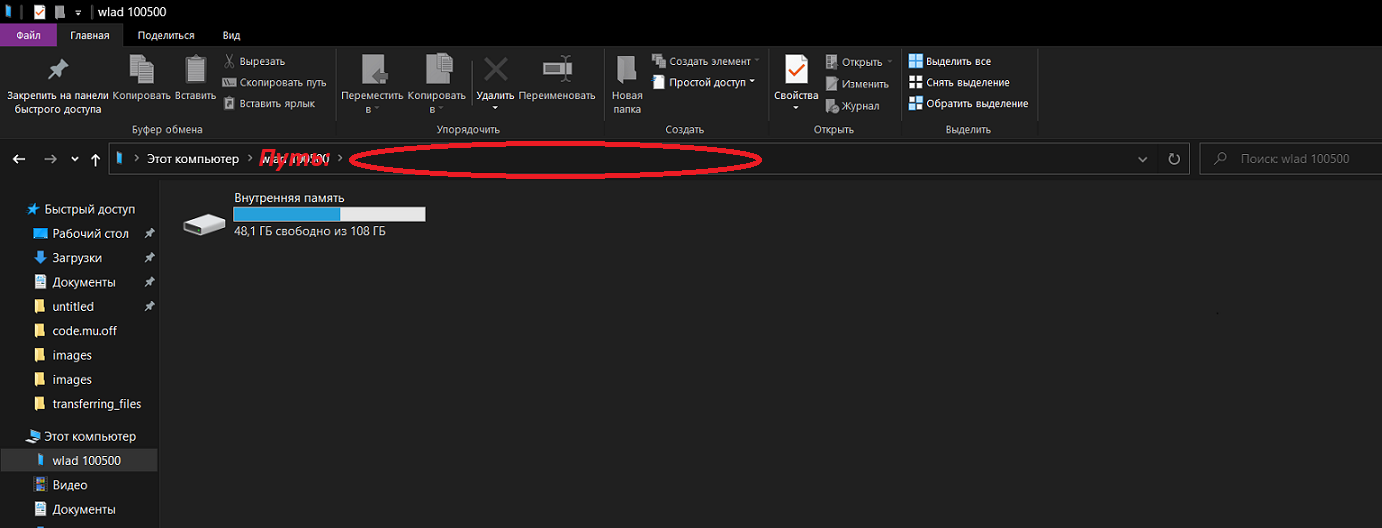 wlad 100500
Файл Главная Поделиться Вид
Закрепить на панели
быстрого доступа
Копировать
Вставить
Вырезать
Скопировать путь
Вставить ярлык
Буфер обмена
Переместить
в
Копировать
в
Удалить
Переименовать
Упорядочить
Новая
папка
Создать элемент
Простой доступ
Создать
Свойства
Открыть
Изменить
Журнал
Открыть
Выделить все
Снять выделение
Обратить выделение
Выделить
Этот компьютер wlad 100500
Путь
Поиск: wlad 100500
Быстрый доступ
Рабочий стол
Загрузки
Документы
untitled
code.mu.off
images
images
transferring_files
Этот компьютер
wlad 100500
Видео
Документы
Внутренняя память
48,1 ГБ свободно из 108 ГБ